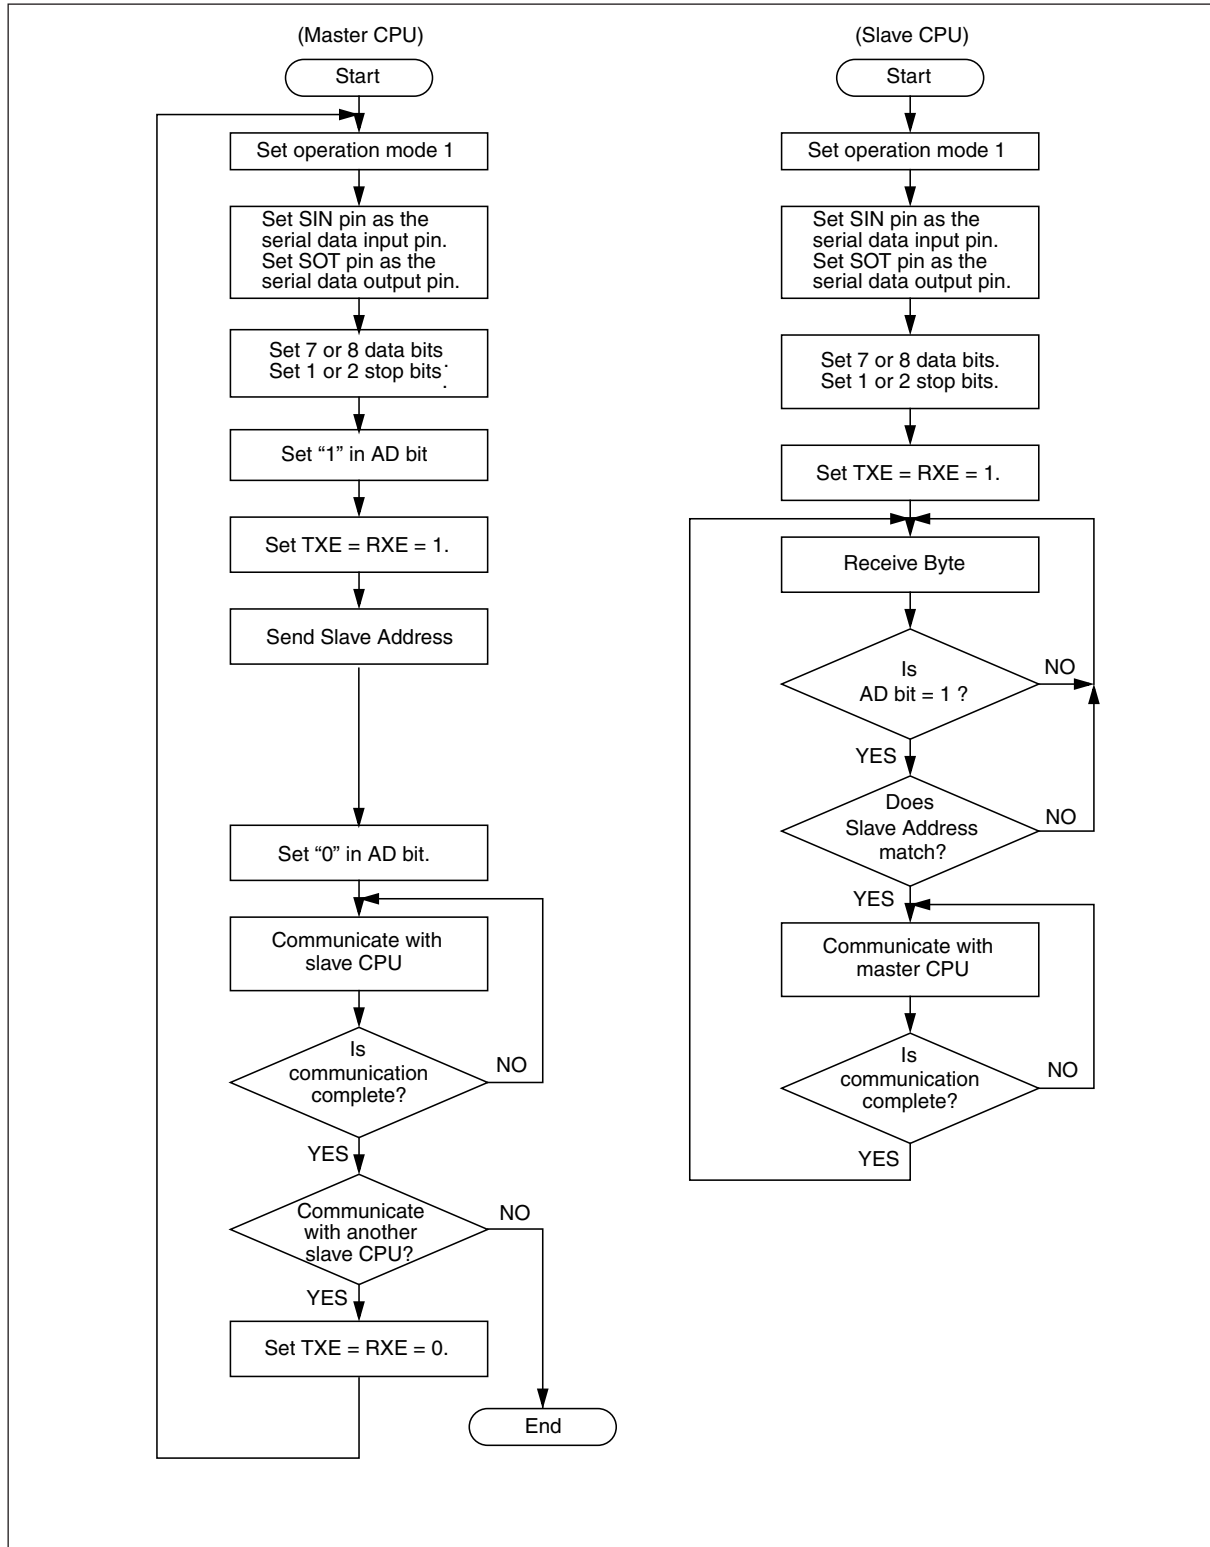 (Master CPU)
Start
Set operation mode 1
Set SIN pin as the
serial data input pin.
Set SOT pin as the
serial data output pin.
Set 7 or 8 data bits.
Set 1 or 2 stop bits.
Set “1” in AD bit
Set TXE = RXE = 1.
Send Slave Address
Set “0” in AD bit.
Communicate with
slave CPU
Is
communication
complete?
NO
YES
Communicate
with another
slave CPU?
NO
YES
Set TXE = RXE = 0.
End
(Slave CPU)
Start
Set operation mode 1
Set SIN pin as the
serial data input pin.
Set SOT pin as the
serial data output pin.
Set 7 or 8 data bits.
Set 1 or 2 stop bits.
Set TXE = RXE = 1.
Receive Byte
Is
AD bit = 1 ?
NO
YES
Does
Slave Address
match?
NO
YES
Communicate with
master CPU
Is
communication
complete?
NO
YES